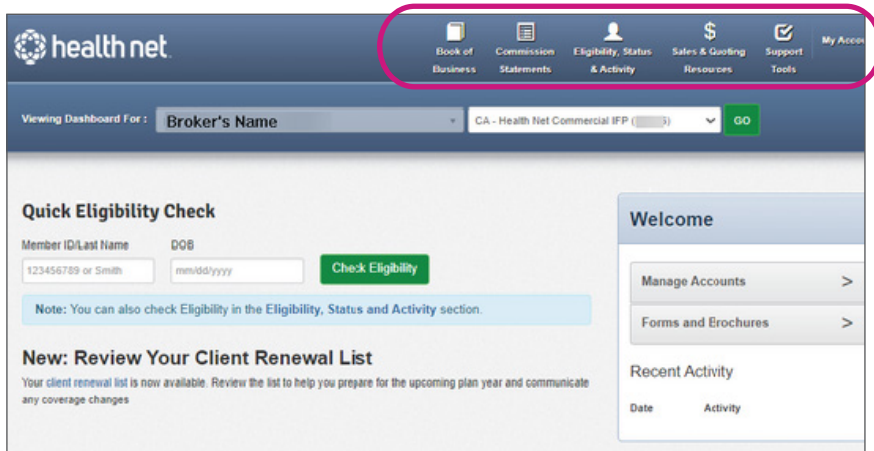 health net.
Book of Business
Commission Statements
Eligibility, Status & Activity
Sales & Quoting Resources
Support Tools
My
Viewing Dashboard For :
Broker's Name
CA - Health Net Commercial IFP (
GO
Quick Eligibility Check
Member ID/Last Name DOB
123456789 or Smith mm/dd/yyyy Check Eligibility
Note: You can also check Eligibility in the Eligibility, Status and Activity section.
New: Review Your Client Renewal List
Your client renewal list is now available. Review the list to help you prepare for the upcoming plan year and communicate
any coverage changes
Welcome
Manage Accounts >
Forms and Brochures >
Recent Activity
Date Activity